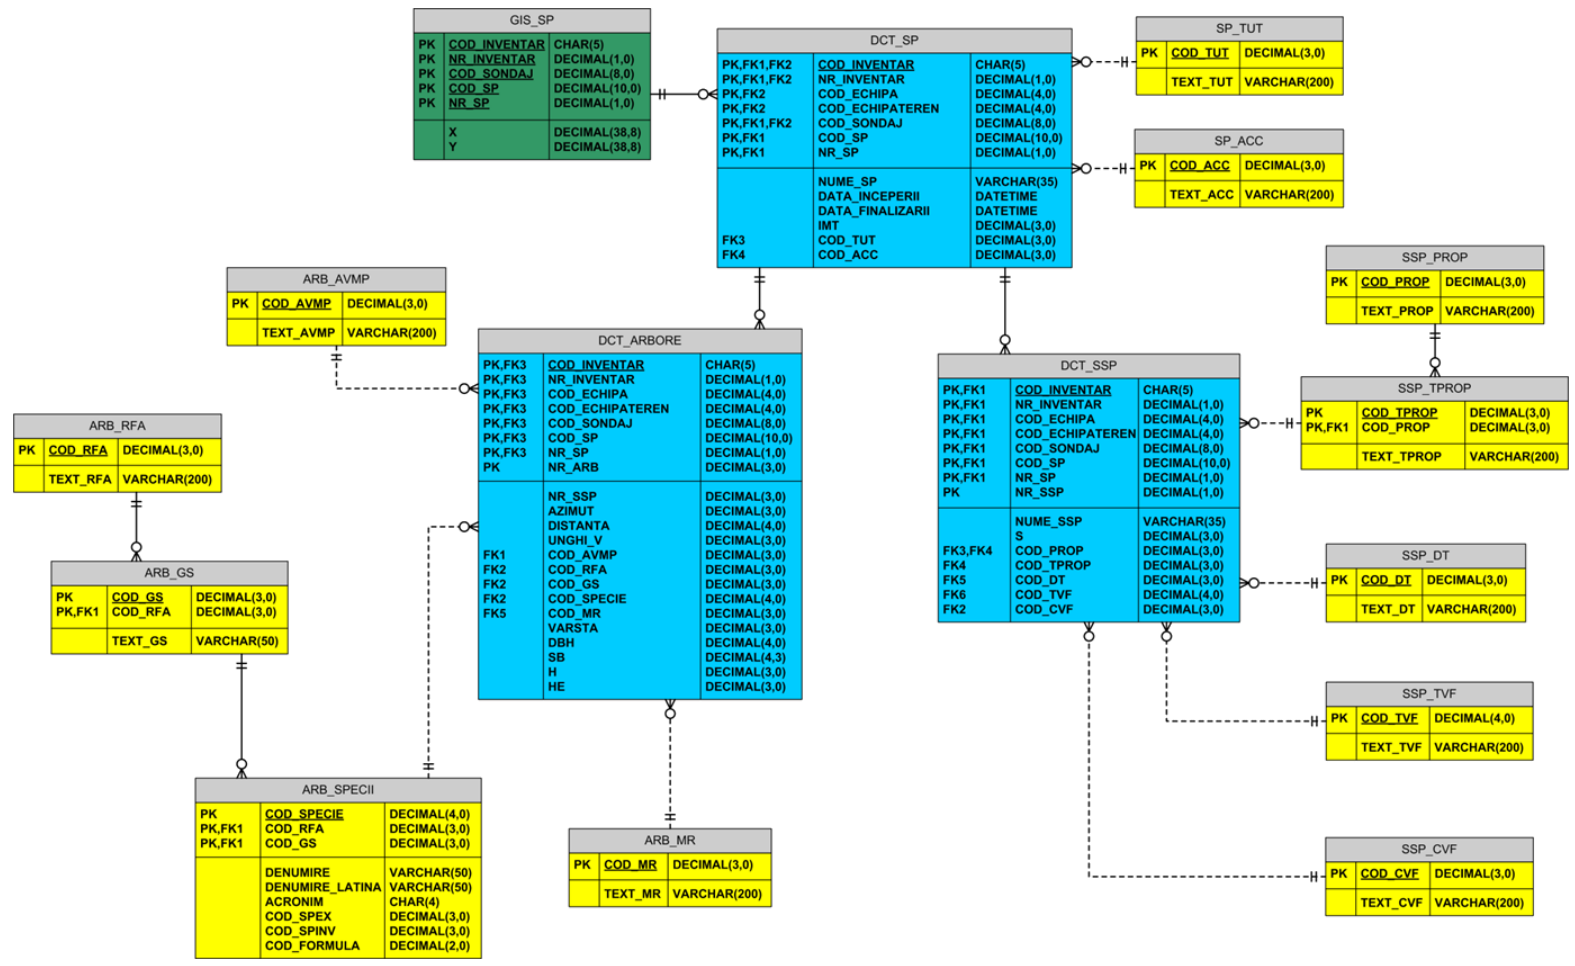 GIS_SP
PK COD_INVENTAR CHAR(5)
PK NR_INVENTAR DECIMAL(1,0)
PK COD_SONDAJ DECIMAL(8,0)
PK COD_SP DECIMAL(10,0)
PK NR_SP DECIMAL(1,0)
X DECIMAL(38,8)
Y DECIMAL(38,8)
DCT_SP
PK,FK1,FK2 COD_INVENTAR CHAR(5)
PK,FK1,FK2 NR_INVENTAR DECIMAL(1,0)
PK,FK2 COD_ECHIPA DECIMAL(4,0)
PK,FK2 COD_ECHIPATEREN DECIMAL(4,0)
PK,FK1,FK2 COD_SONDAJ DECIMAL(8,0)
PK,FK1 COD_SP DECIMAL(10,0)
PK,FK1 NR_SP DECIMAL(1,0)
NUME_SP VARCHAR(35)
DATA_INCEPERII DATETIME
DATA_FINALIZARII DATETIME
IMT DECIMAL(3,0)
FK3 COD_TUT DECIMAL(3,0)
FK4 COD_ACC DECIMAL(3,0)
SP_TUT
PK COD_TUT DECIMAL(3,0)
TEXT_TUT VARCHAR(200)
SP_ACC
PK COD_ACC DECIMAL(3,0)
TEXT_ACC VARCHAR(200)
ARB_AVMP
PK COD_AVMP DECIMAL(3,0)
TEXT_AVMP VARCHAR(200)
DCT_ARBORE
PK,FK3 COD_INVENTAR CHAR(5)
PK,FK3 NR_INVENTAR DECIMAL(1,0)
PK,FK3 COD_ECHIPA DECIMAL(4,0)
PK,FK3 COD_ECHIPATEREN DECIMAL(4,0)
PK,FK3 COD_SONDAJ DECIMAL(8,0)
PK,FK3 COD_SP DECIMAL(10,0)
PK,FK3 NR_SP DECIMAL(1,0)
PK NR_ARB DECIMAL(3,0)
NR_SSP DECIMAL(3,0)
AZIMUT DECIMAL(3,0)
DISTANTA DECIMAL(4,0)
UNGHI_V DECIMAL(3,0)
FK1 COD_AVMP DECIMAL(3,0)
FK2 COD_RFA DECIMAL(3,0)
FK2 COD_GS DECIMAL(3,0)
FK2 COD_SPECIE DECIMAL(4,0)
FK5 COD_MR DECIMAL(3,0)
VARSTA DECIMAL(3,0)
DBH DECIMAL(4,0)
SB DECIMAL(4,3)
H DECIMAL(3,0)
HE DECIMAL(3,0)
DCT_SSP
PK,FK1 COD_INVENTAR CHAR(5)
PK,FK1 NR_INVENTAR DECIMAL(1,0)
PK,FK1 COD_ECHIPA DECIMAL(4,0)
PK,FK1 COD_ECHIPATEREN DECIMAL(4,0)
PK,FK1 COD_SONDAJ DECIMAL(8,0)
PK,FK1 COD_SP DECIMAL(10,0)
PK,FK1 NR_SP DECIMAL(1,0)
PK NR_SSP DECIMAL(1,0)
NUME_SSP VARCHAR(35)
S DECIMAL(3,0)
FK3,FK4 COD_PROP DECIMAL(3,0)
FK4 COD_TPROP DECIMAL(3,0)
FK5 COD_DT DECIMAL(3,0)
FK6 COD_TVF DECIMAL(4,0)
FK2 COD_CVF DECIMAL(3,0)
SSP_PROP
PK COD_PROP DECIMAL(3,0)
TEXT_PROP VARCHAR(200)
SSP_TPROP
PK COD_TPROP DECIMAL(3,0)
PK,FK1 COD_PROP DECIMAL(3,0)
TEXT_TPROP VARCHAR(200)
ARB_RFA
PK COD_RFA DECIMAL(3,0)
TEXT_RFA VARCHAR(200)
ARB_GS
PK COD_GS DECIMAL(3,0)
PK,FK1 COD_RFA DECIMAL(3,0)
TEXT_GS VARCHAR(50)
SSP_DT
PK COD_DT DECIMAL(3,0)
TEXT_DT VARCHAR(200)
SSP_TVF
PK COD_TVF DECIMAL(4,0)
TEXT_TVF VARCHAR(200)
ARB_SPECII
PK COD_SPECIE DECIMAL(4,0)
PK,FK1 COD_RFA DECIMAL(3,0)
PK,FK1 COD_GS DECIMAL(3,0)
DENUMIRE VARCHAR(50)
DENUMIRE_LATINA VARCHAR(50)
ACRONIM CHAR(4)
COD_SPEX DECIMAL(3,0)
COD_SPINV DECIMAL(3,0)
COD_FORMULA DECIMAL(2,0)
ARB_MR
PK COD_MR DECIMAL(3,0)
TEXT_MR VARCHAR(200)
SSP_CVF
PK COD_CVF DECIMAL(3,0)
TEXT_CVF VARCHAR(200)